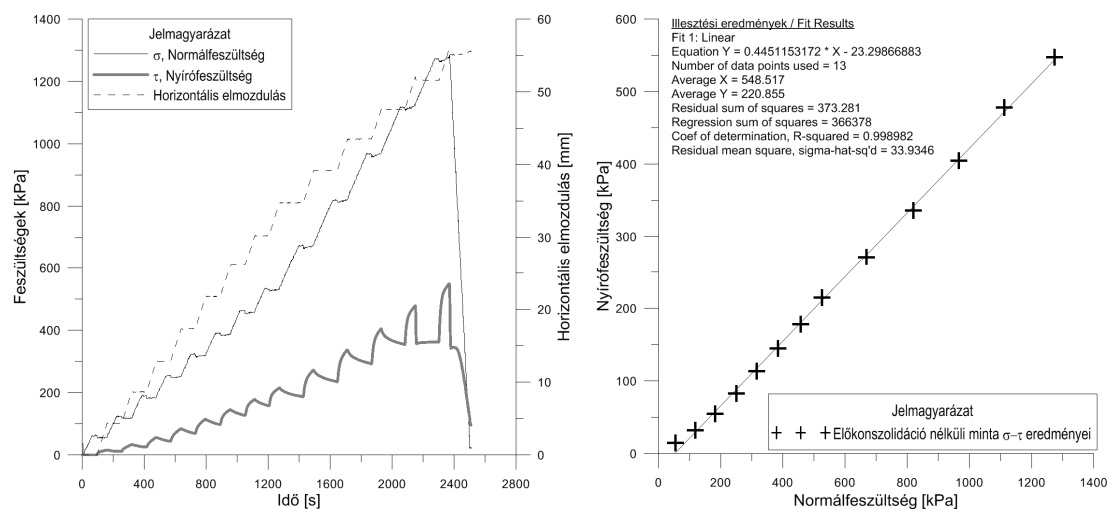 1400
1200
1000
800
600
400
200
0
Feszültségek [kPa]
0
400
800
1200
1600
2000
2400
2800
Idő [s]
60
50
40
30
20
10
0
Horizontális elmozdulás [mm]
Jelmagyarázat
σ, Normálfeszültség
τ, Nyírófeszültség
Horizontális elmozdulás
600
500
400
300
200
100
0
Nyírófeszültség [kPa]
0
200
400
600
800
1000
1200
1400
Normálfeszültség [kPa]
Illesztési eredmények / Fit Results
Fit 1: Linear
Equation Y = 0.4451153172 * X - 23.29866883
Number of data points used = 13
Average X = 548.517
Average Y = 220.855
Residual sum of squares = 373.281
Regression sum of squares = 366378
Coef of determination, R-squared = 0.998982
Residual mean square, sigma-hat-sq'd = 33.9346
Jelmagyarázat
Előkonszolidáció nélküli minta σ−τ eredményei